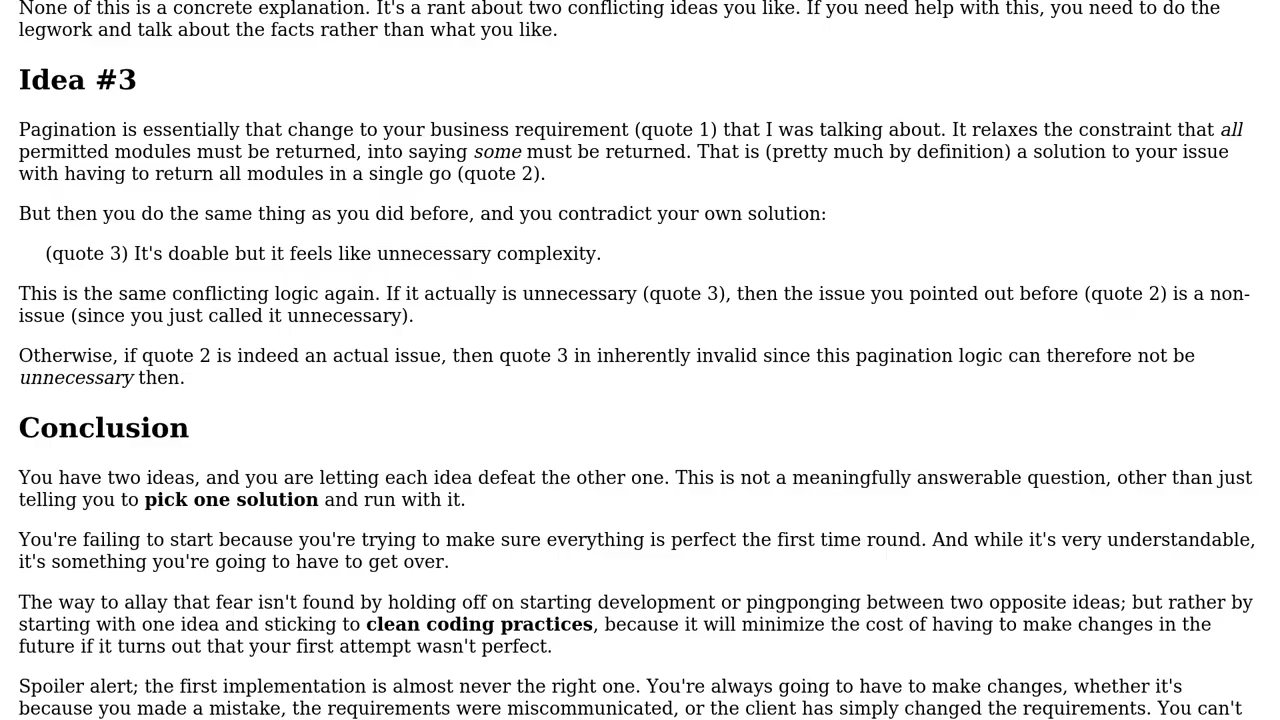 None of this is a concrete explanation. It's a rant about two conflicting ideas you like. If you need help with this, you need to do the
legwork and talk about the facts rather than what you like.
Idea #3
Pagination is essentially that change to your business requirement (quote 1) that I was talking about. It relaxes the constraint that all
permitted modules must be returned, into saying some must be returned. That is (pretty much by definition) a solution to your issue
with having to return all modules in a single go (quote 2).
But then you do the same thing as you did before, and you contradict your own solution:
(quote 3) It's doable but it feels like unnecessary complexity.
This is the same conflicting logic again. If it actually is unnecessary (quote 3), then the issue you pointed out before (quote 2) is a non-
issue (since you just called it unnecessary).
Otherwise, if quote 2 is indeed an actual issue, then quote 3 in inherently invalid since this pagination logic can therefore not be
unnecessary then.
Conclusion
You have two ideas, and you are letting each idea defeat the other one. This is not a meaningfully answerable question, other than just
telling you to pick one solution and run with it.
You're failing to start because you're trying to make sure everything is perfect the first time round. And while it's very understandable,
it's something you're going to have to get over.
The way to allay that fear isn't found by holding off on starting development or pingponging between two opposite ideas; but rather by
starting with one idea and sticking to clean coding practices, because it will minimize the cost of having to make changes in the
future if it turns out that your first attempt wasn't perfect.
Spoiler alert; the first implementation is almost never the right one. You're always going to have to make changes, whether it's
because you made a mistake, the requirements were miscommunicated, or the client has simply changed the requirements. You can't